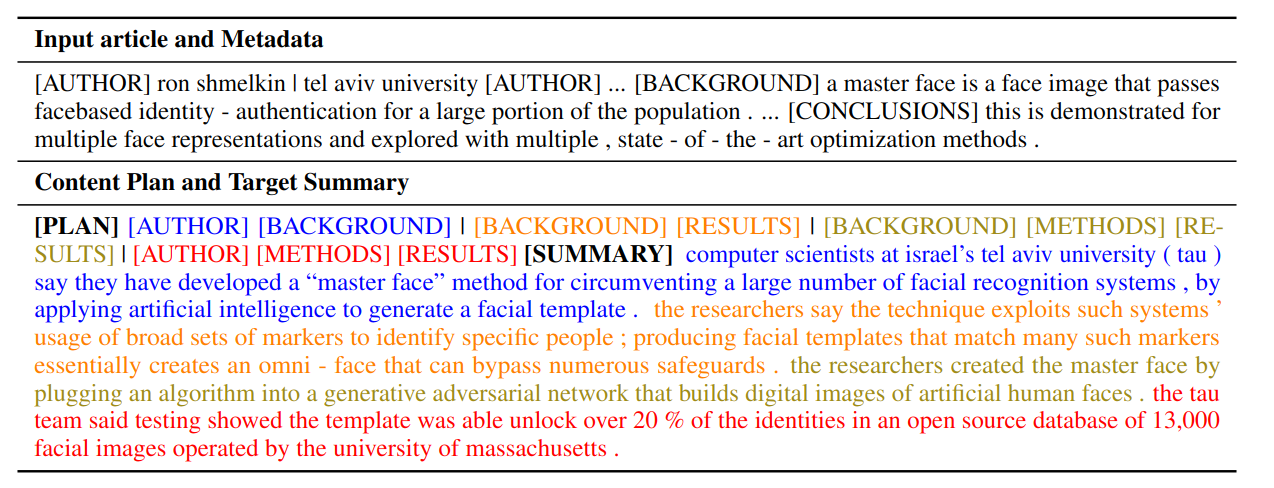 Input article and Metadata
[AUTHOR] ron shmelkin | tel aviv university [AUTHOR] ... [BACKGROUND] a master face is a face image that passes
facebased identity - authentication for a large portion of the population . ... [CONCLUSIONS] this is demonstrated for
multiple face representations and explored with multiple , state - of - the - art optimization methods .
Content Plan and Target Summary
[PLAN] [AUTHOR] [BACKGROUND] | [BACKGROUND] [RESULTS] | [BACKGROUND] [METHODS] [RE-
SULTS] | [AUTHOR] [METHODS] [RESULTS] [SUMMARY] computer scientists at israel's tel aviv university ( tau )
say they have developed a “master face” method for circumventing a large number of facial recognition systems , by
applying artificial intelligence to generate a facial template . the researchers say the technique exploits such systems ’
usage of broad sets of markers to identify specific people ; producing facial templates that match many such markers
essentially creates an omni - face that can bypass numerous safeguards . the researchers created the master face by
plugging an algorithm into a generative adversarial network that builds digital images of artificial human faces . the tau
team said testing showed the template was able unlock over 20 % of the identities in an open source database of 13,000
facial images operated by the university of massachusetts .